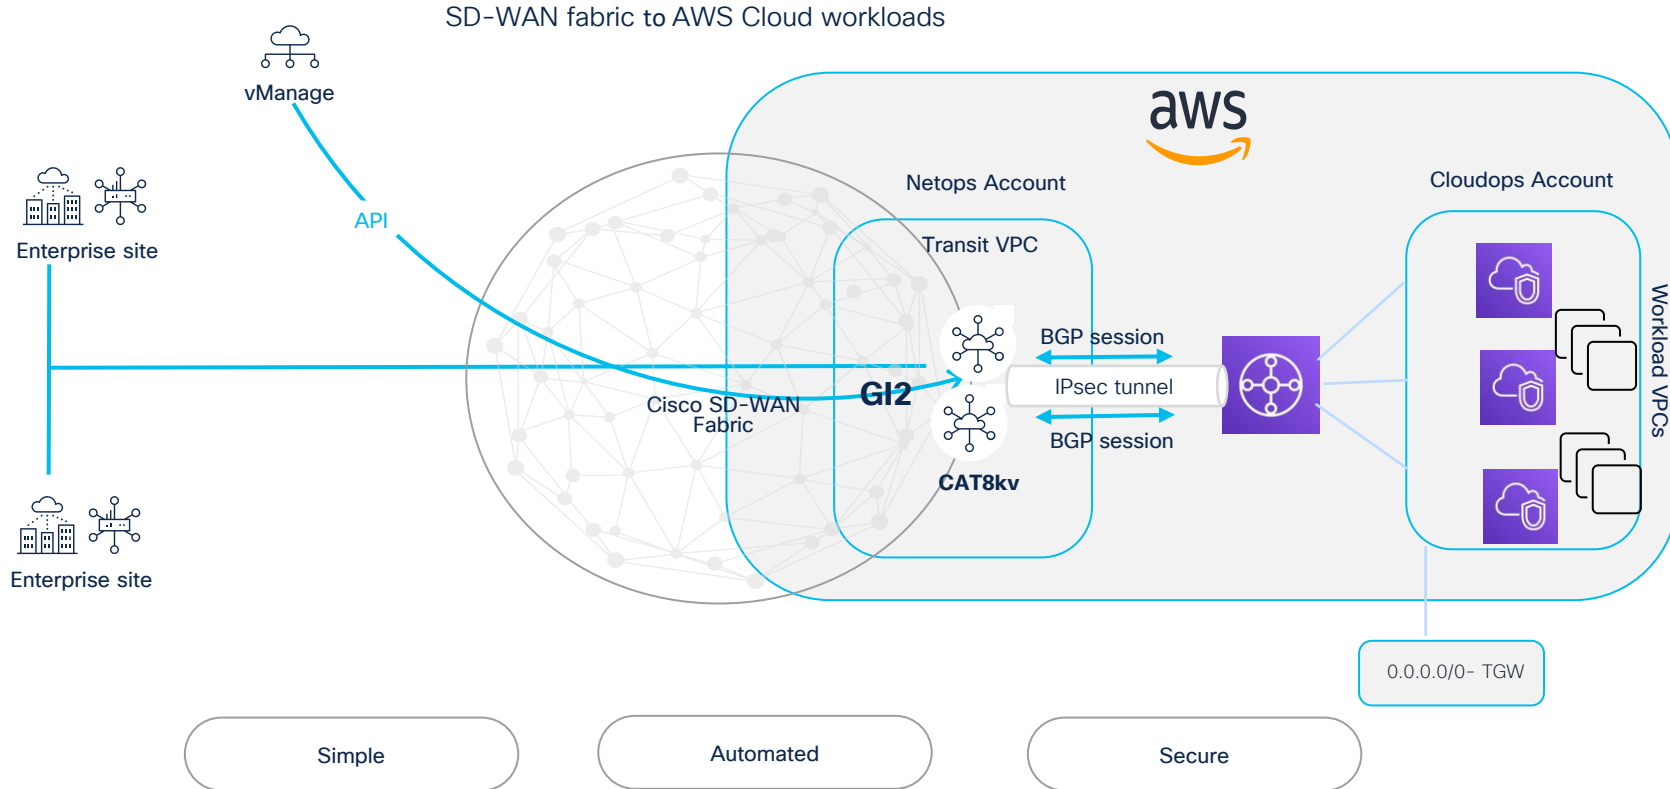 SD-WAN fabric to AWS Cloud workloads
vManage
aws
Netops Account
Cloudops Account
Enterprise site
API
Transit VPC
BGP session
IPsec tunnel
BGP session
GI2
Cisco SD-WAN
Fabric
CAT8kv
Workload VPCs
Enterprise site
0.0.0.0/0- TGW
Simple
Automated
Secure